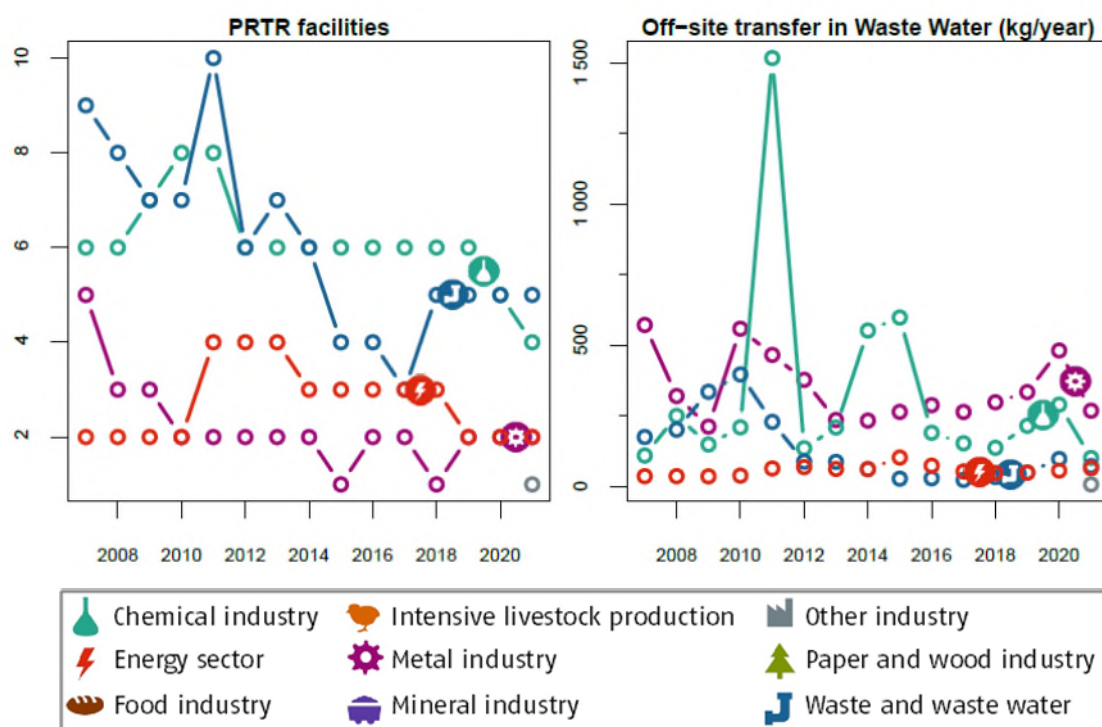 PRTR facilities
10
8
6
4
2
2008 2010 2012 2014 2016 2018 2020
Off−site transfer in Waste Water (kg/year)
1 500
1 000
500
0
2008 2010 2012 2014 2016 2018 2020
Chemical industry Intensive livestock production Other industry
Energy sector Metal industry Paper and wood industry
Food industry Mineral industry Waste and waste water